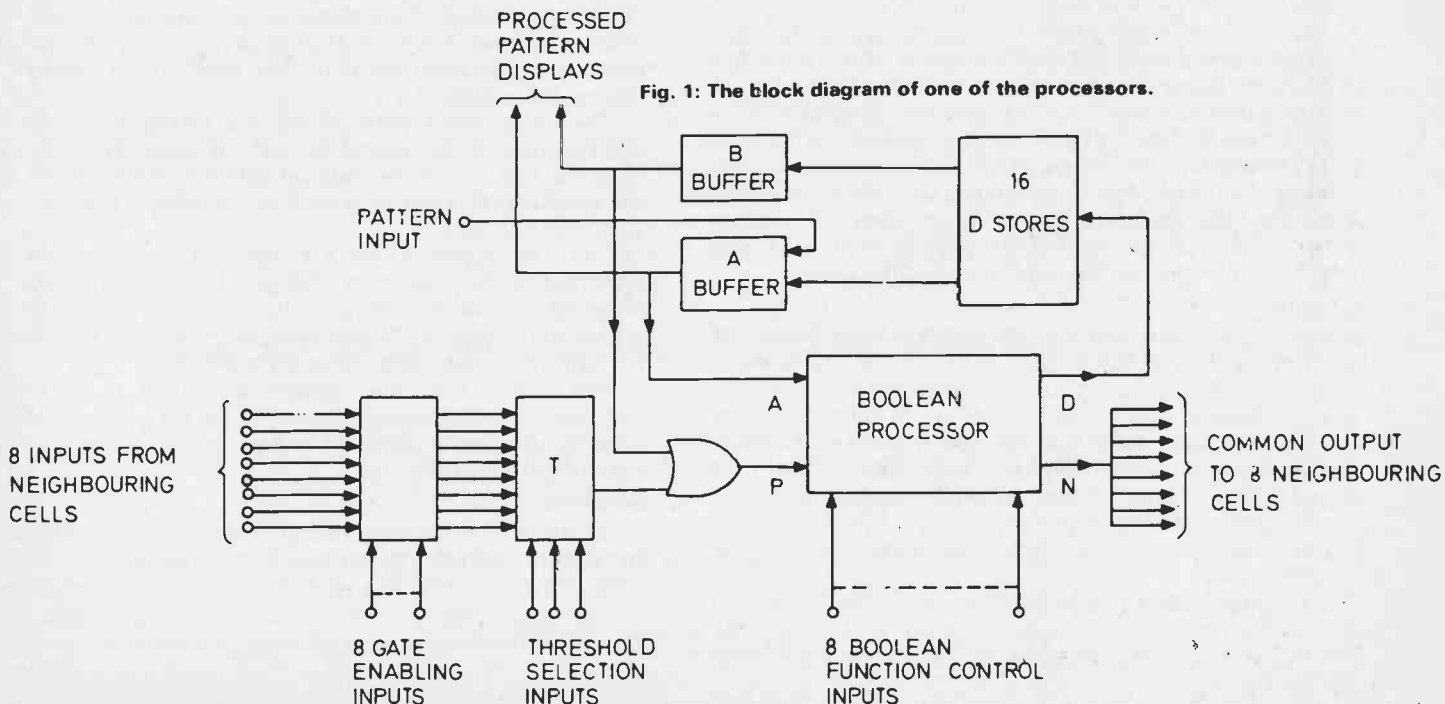 PROCESSED
PATTERN
DISPLAYS
Fig. 1: The block diagram of one of the processors.
B
BUFFER
16
D STORES
PATTERN
INPUT
A
BUFFER
8 INPUTS FROM
NEIGHBOURING
CELLS
T
A
P
BOOLEAN
PROCESSOR
D
N
COMMON OUTPUT
TO 8 NEIGHBOURING
CELLS
8 GATE
ENABLING
INPUTS
THRESHOLD
SELECTION
INPUTS
8 BOOLEAN
FUNCTION CONTROL
INPUTS